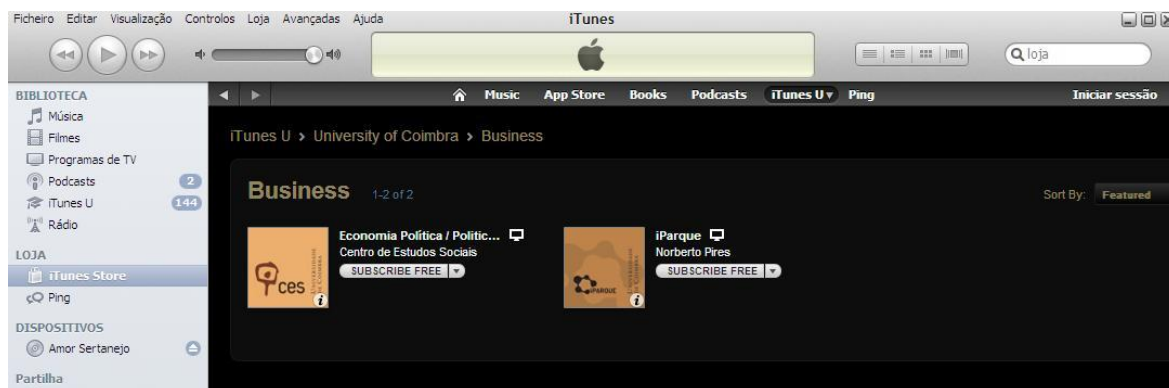 Ficheiro Editar Visualização Controlos Loja Avançadas Ajuda
iTunes
loja
BIBLIOTECA
Música
Filmes
Programas de TV
Podcasts 2
iTunes U 144
Rádio
LOJA
iTunes Store
Ping
DISPOSITIVOS
Amor Sertanejo
Partilha
Music App Store Books Podcasts iTunes U Ping Iniciar sessão
iTunes U > University of Coimbra > Business
Business 1-2 of 2
Sort By: Featured
Economia Política / Politic...
Centro de Estudos Sociais
SUBSCRIBE FREE
ces
iParque
Norberto Pires
SUBSCRIBE FREE
iPARQUE